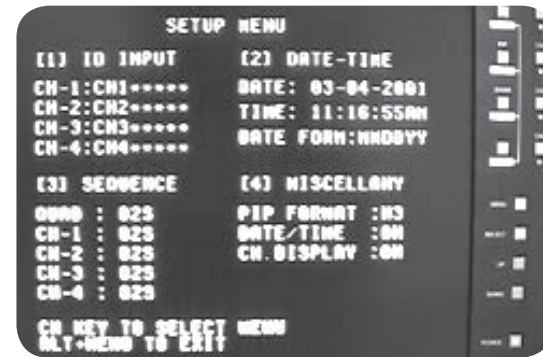 SETUP MENU
[1] ID INPUT
CH-1:CH1*****
CH-2:CH2*****
CH-3:CH3*****
CH-4:CH4*****
[2] DATE-TIME
DATE: 03-04-2001
TIME: 11:16:55AM
DATE FORM:MMDDYY
[3] SEQUENCE
QUAD : 02S
CH-1 : 02S
CH-2 : 02S
CH-3 : 02S
CH-4 : 02S
[4] MISCELLANY
PIP FORMAT :M3
DATE/TIME :ON
CH.DISPLAY :ON
CH KEY TO SELECT MENU
ALT+MENU TO EXIT